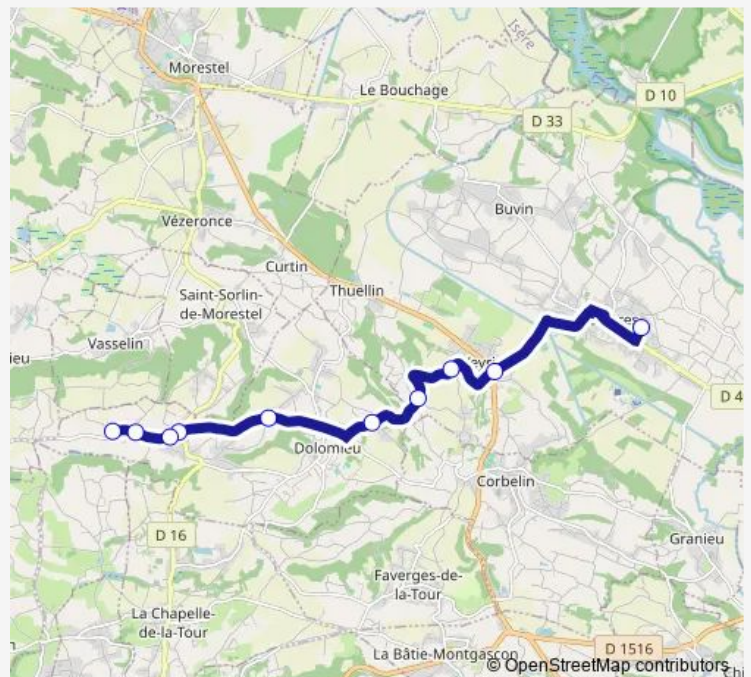 Morestel
Isère
Le Bouchage
D 10
D 33
Buvin
Vézeronce
Curtin
Saint-Sorlin-
de-Morestel
Thuellin
Vasselin
ieu
D 4
Dolomieu
Corbelin
D 16
Granieu
Faverges-de-
la-Tour
La Chapelle-
de-la-Tour
La Bâtie-Montgascon
D 1516
© OpenStreetMap contributors